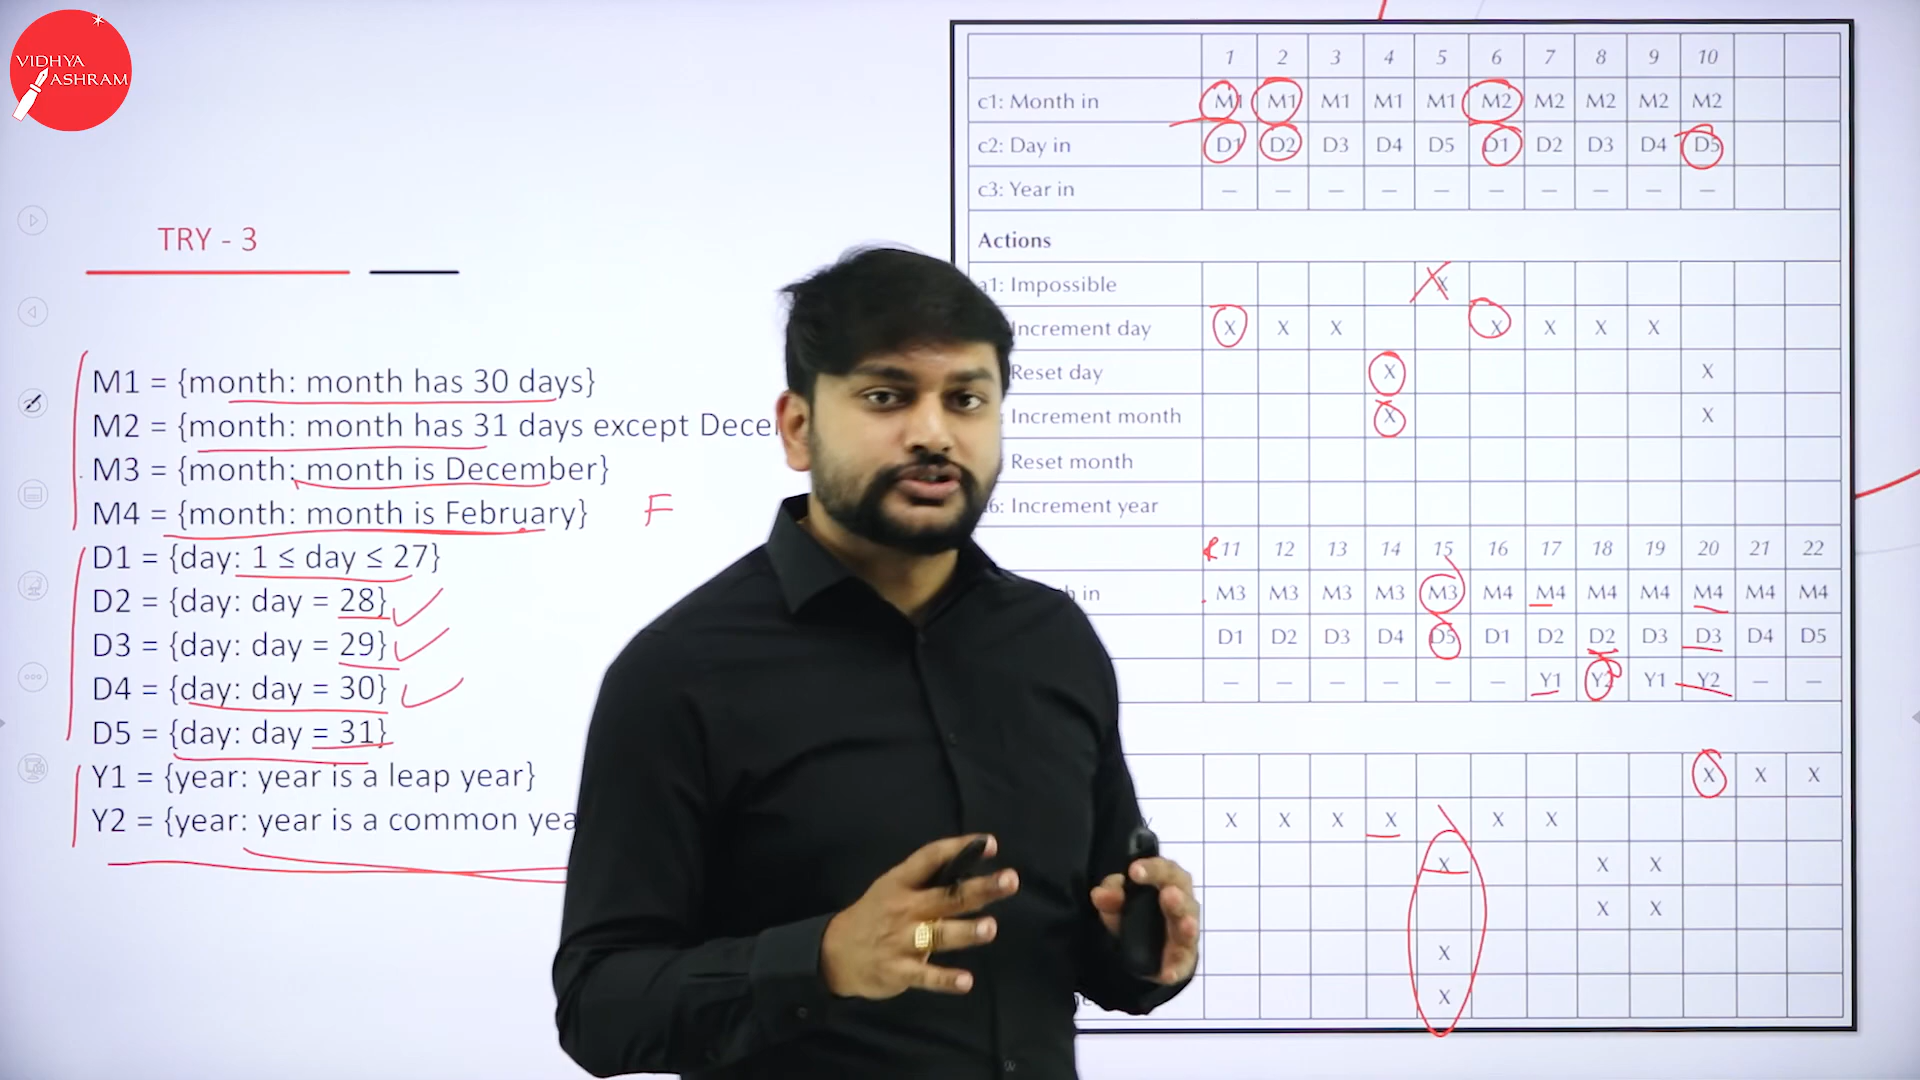 VIDHYA
ASHRAM
TRY - 3
M1 = {month: month has 30 days}
M2 = {month: month has 31 days except
M3 = {month: month is December}
M4 = {month: month is February} F
D1 = {day: 1 ≤ day ≤ 27}
D2 = {day: day = 28}
D3 = {day: day = 29}
D4 = {day: day = 30}
D5 = {day: day = 31}
Y1 = {year: year is a leap year}
Y2 = {year: year is a common
1 2 3 4 5 6 7 8 9 10
c1: Month in M1 M1 M1 M1 M1 M2 M2 M2 M2 M2
c2: Day in D1 D2 D3 D4 D5 D1 D2 D3 D4 D5
c3: Year in — — — — — — — — — —
Actions
a1: Impossible X
Increment day X X X X X X X
Reset day X X
Increment month X X
Reset month
a6: Increment year
11 12 13 14 15 16 17 18 19 20 21 22
in M3 M3 M3 M3 M3 M4 M4 M4 M4 M4 M4 M4
D1 D2 D3 D4 D5 D1 D2 D2 D3 D3 D4 D5
— — — — — — Y1 Y2 Y1 Y2 — —
X X X
X X X X X X
X X X
X X
X
X